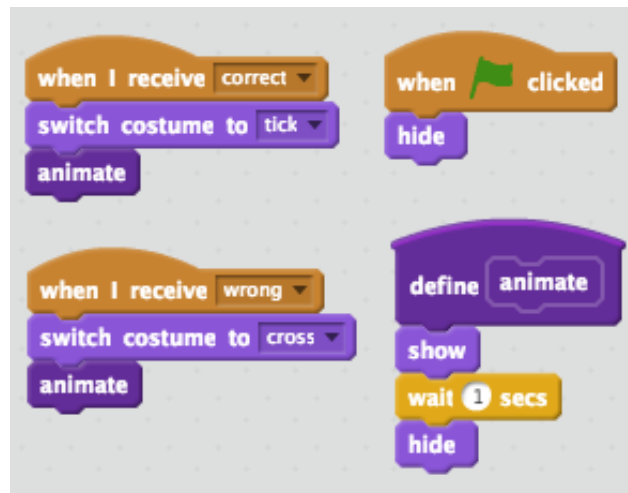 when I receive correct
switch costume to tick
animate
when I receive wrong
switch costume to cross
animate
when clicked
hide
define animate
show
wait 1 secs
hide